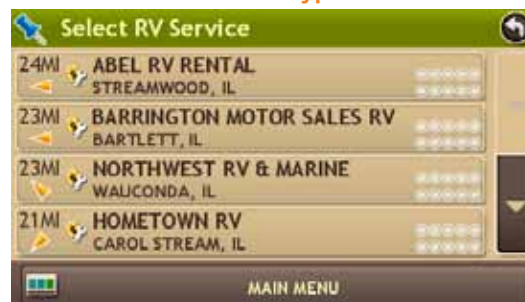 Select RV Service
24MI ABEL RV RENTAL
STREAMWOOD, IL
23MI BARRINGTON MOTOR SALES RV
BARTLETT, IL
23MI NORTHWEST RV & MARINE
WAUCONDA, IL
21MI HOMETOWN RV
CAROL STREAM, IL
MAIN MENU